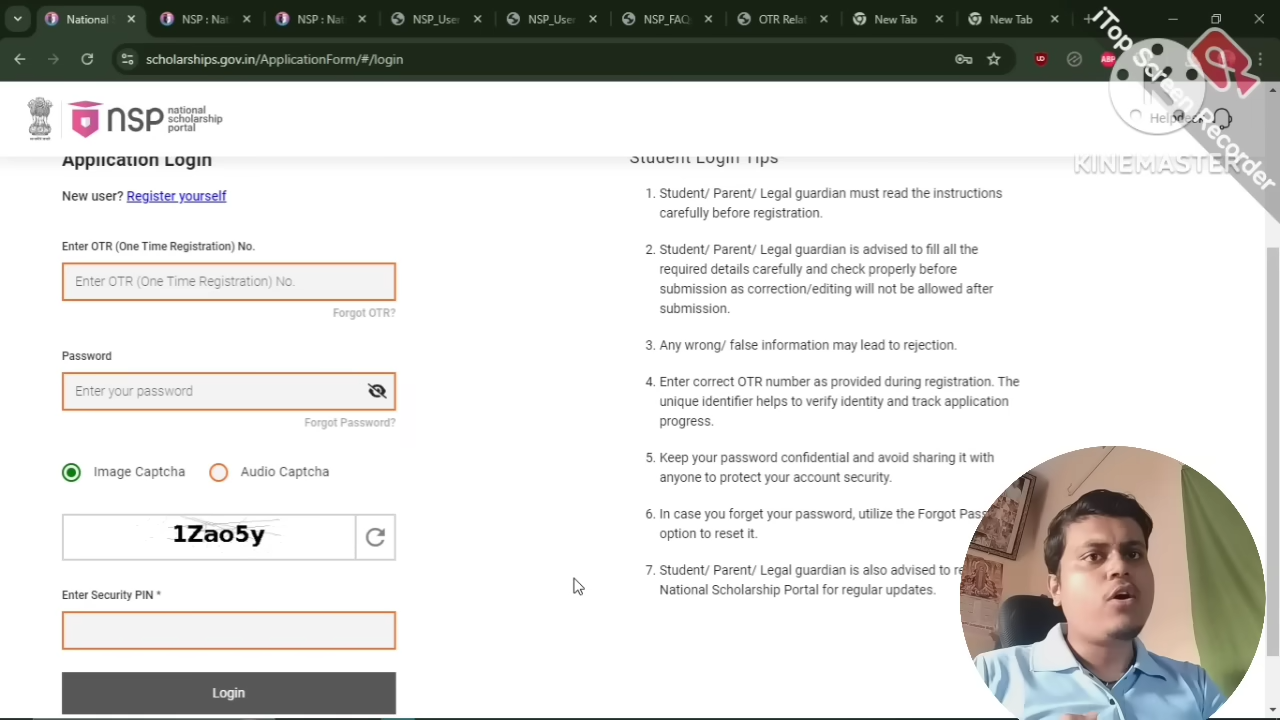 National
NSP : Nat
NSP : Nat
NSP_User
NSP_User
NSP_FAQ
OTR Relat
New Tab
New Tab
scholarships.gov.in/ApplicationForm/#/login
UD
ABP
iTop Screen Recorder
KINEMASTER
nsp national
scholarship
portal
Helpdesk
Application Login
New user? Register yourself
Enter OTR (One Time Registration) No.
Enter OTR (One Time Registration) No.
Forgot OTR?
Password
Enter your password
Forgot Password?
Image Captcha
Audio Captcha
1Zao5y
Enter Security PIN *
Login
Student Login Tips
1. Student/ Parent/ Legal guardian must read the instructions
carefully before registration.
2. Student/ Parent/ Legal guardian is advised to fill all the
required details carefully and check properly before
submission as correction/editing will not be allowed after
submission.
3. Any wrong/ false information may lead to rejection.
4. Enter correct OTR number as provided during registration. The
unique identifier helps to verify identity and track application
progress.
5. Keep your password confidential and avoid sharing it with
anyone to protect your account security.
6. In case you forget your password, utilize the Forgot Pass
option to reset it.
7. Student/ Parent/ Legal guardian is also advised to re
National Scholarship Portal for regular updates.